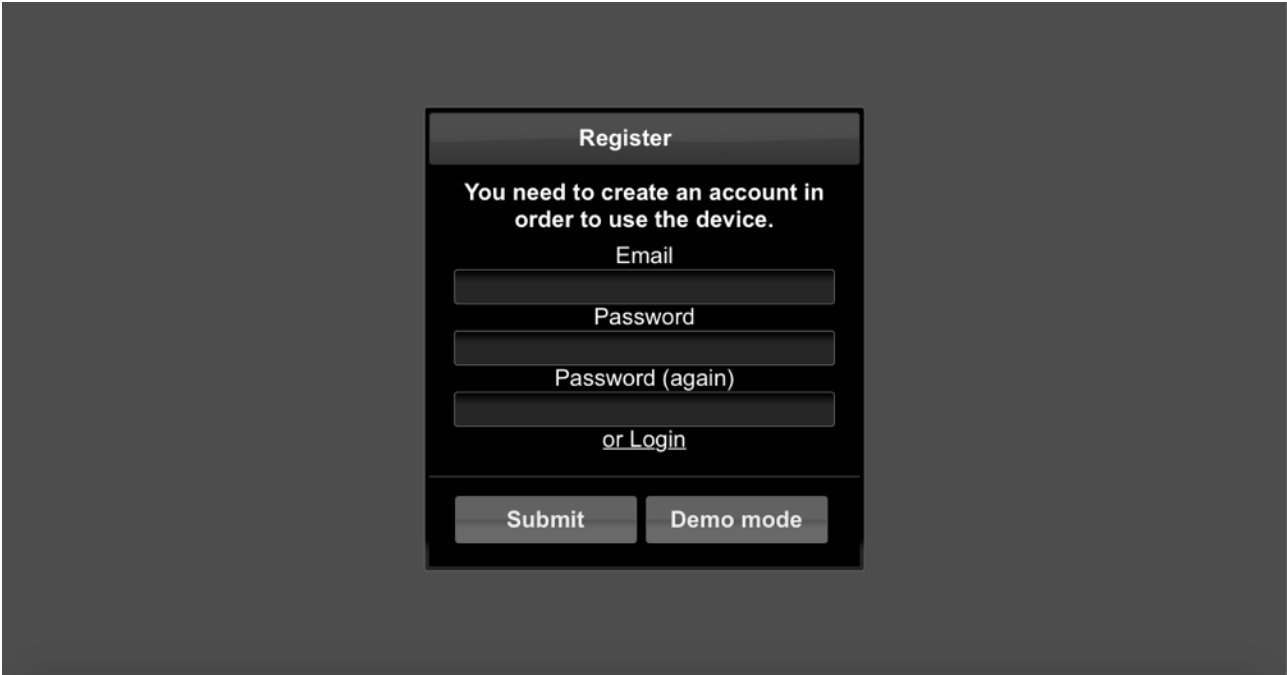 Register
You need to create an account in
order to use the device.
Email
Password
Password (again)
or Login
Submit
Demo mode